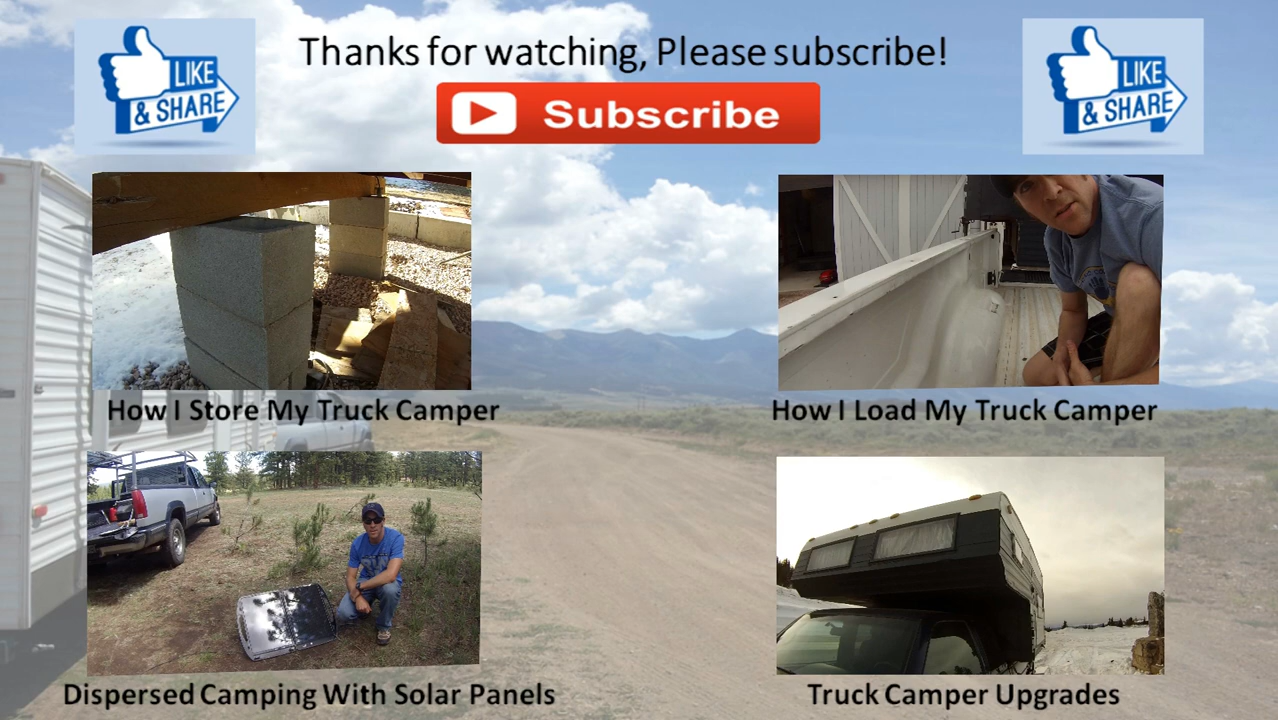 Thanks for watching, Please subscribe!
LIKE
& SHARE
Subscribe
LIKE
& SHARE
How I Store My Truck Camper
How I Load My Truck Camper
Dispersed Camping With Solar Panels
Truck Camper Upgrades